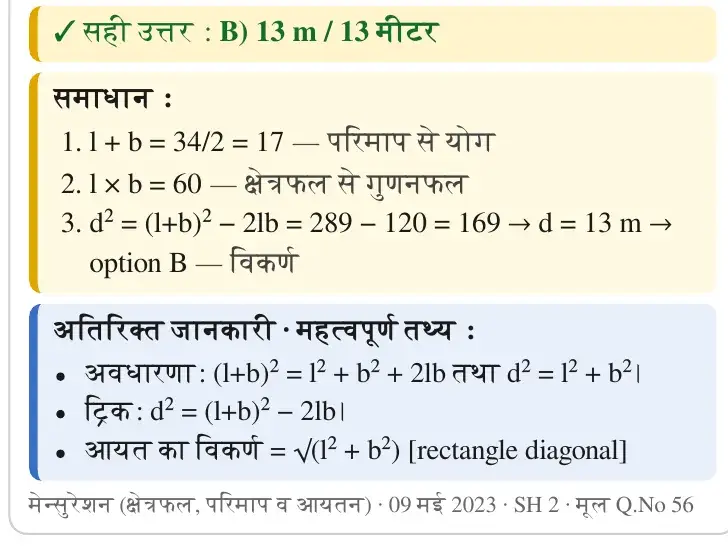 ✓ सही उत्तर : B) 13 m / 13 मीटर
समाधान :
1. l + b = 34/2 = 17 — परिमाप से योग
2. l × b = 60 — क्षेत्रफल से गुणनफल
3. d² = (l+b)² − 2lb = 289 − 120 = 169 → d = 13 m →
option B — विकर्ण
अतिरिक्त जानकारी · महत्वपूर्ण तथ्य :
• अवधारणा : (l+b)² = l² + b² + 2lb तथा d² = l² + b²।
• ट्रिक : d² = (l+b)² − 2lb।
• आयत का विकर्ण = √(l² + b²) [rectangle diagonal]
मेन्सुरेशन (क्षेत्रफल, परिमाप व आयतन) · 09 मई 2023 · SH 2 · मूल Q.No 56